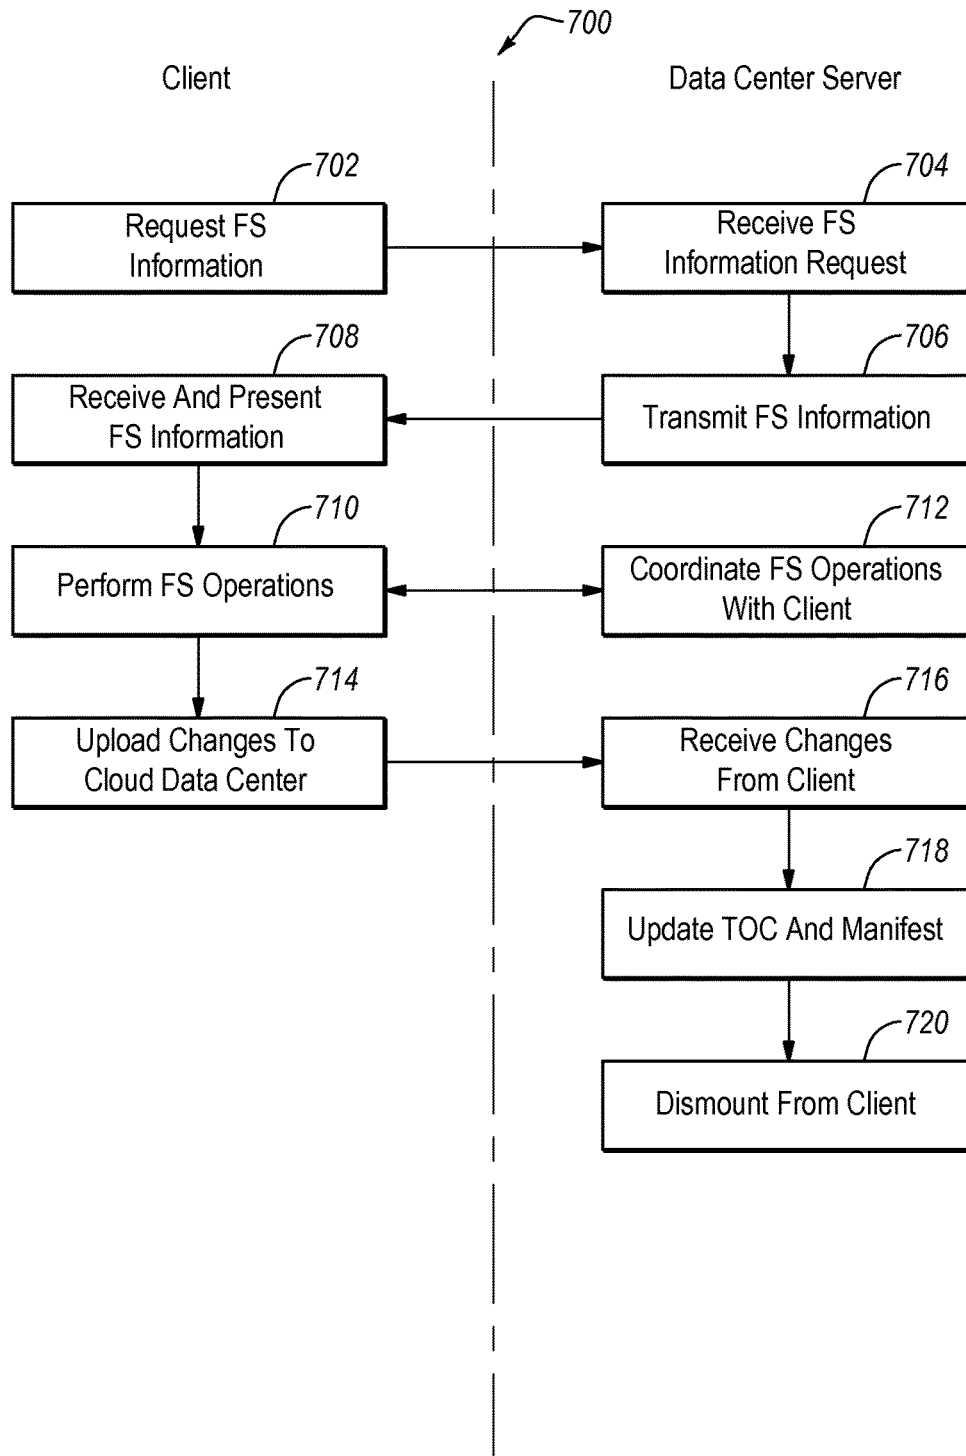 700
Client
Data Center Server
702
Request FS
Information
704
Receive FS
Information Request
708
Receive And Present
FS Information
706
Transmit FS Information
710
Perform FS Operations
712
Coordinate FS Operations
With Client
714
Upload Changes To
Cloud Data Center
716
Receive Changes
From Client
718
Update TOC And Manifest
720
Dismount From Client